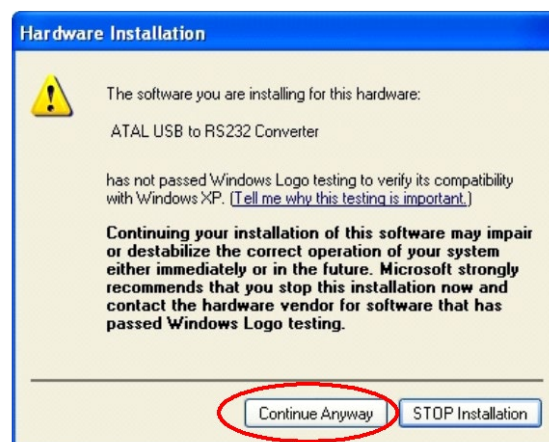 Hardware Installation
The software you are installing for this hardware:
ATAL USB to RS232 Converter
has not passed Windows Logo testing to verify its compatibility
with Windows XP. (Tell me why this testing is important.)
Continuing your installation of this software may impair
or destabilize the correct operation of your system
either immediately or in the future. Microsoft strongly
recommends that you stop this installation now and
contact the hardware vendor for software that has
passed Windows Logo testing.
Continue Anyway
STOP Installation